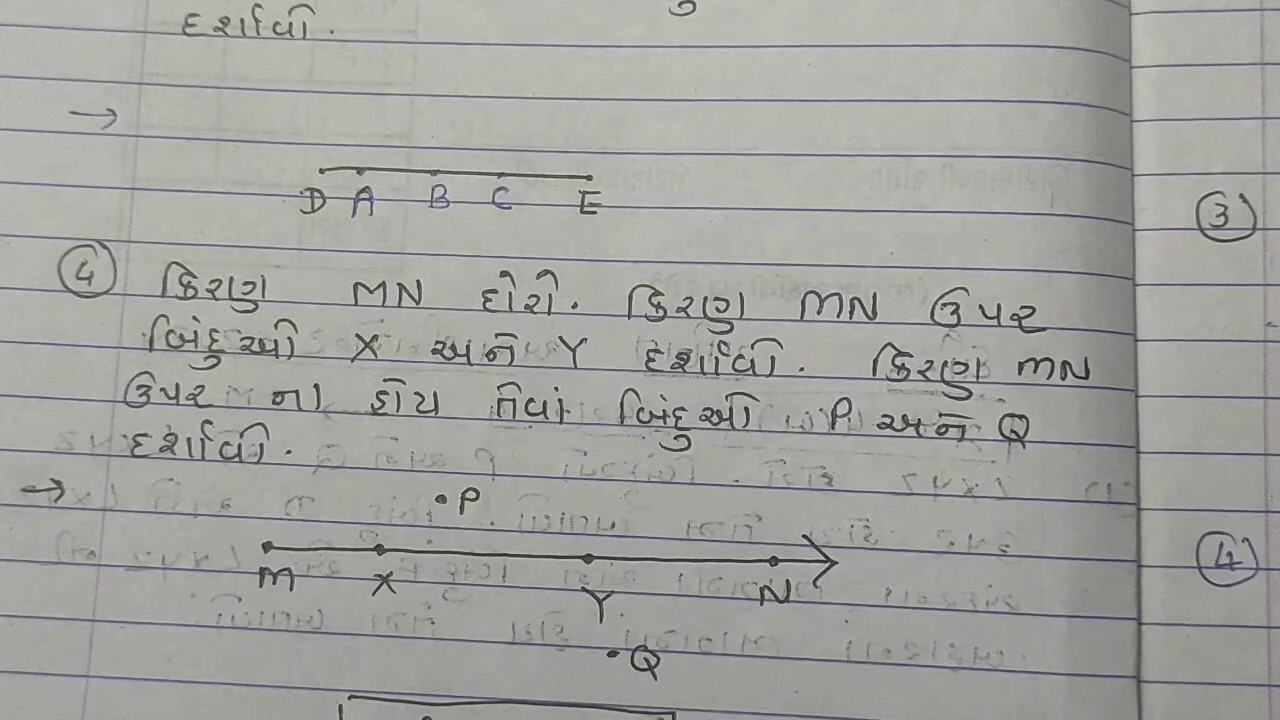 દર્શાવો.
→
D A B C E
④ કિરણ MN દોરો. કિરણ MN ઉપર
બિંદુઓ X અને Y દર્શાવો. કિરણ MN
ઉપર ના હોય તેવાં બિંદુઓ P અને Q
દર્શાવો.
→
P
M X Y N
Q
③
④